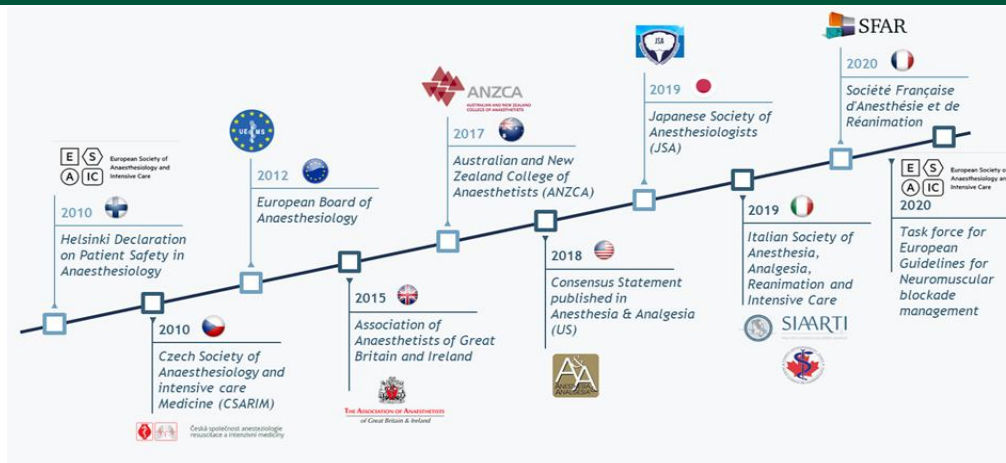 E S
A IC
European Society of
Anaesthesiology and
Intensive Care
2010
Helsinki Declaration
on Patient Safety in
Anaesthesiology
2010
Czech Society of
Anaesthesiology and
intensive care
Medicine (CSARIM)
Česká společnost anesteziologie
resuscitace a intenzivní medicíny
UEMS
2012
European Board of
Anaesthesiology
2015
Association of
Anaesthetists of Great
Britain and Ireland
THE ASSOCIATION OF ANAESTHETISTS
of Great Britain & Ireland
ANZCA
AUSTRALIAN AND NEW ZEALAND
COLLEGE OF ANAESTHETISTS
2017
Australian and New
Zealand College of
Anaesthetists (ANZCA)
2018
Consensus Statement
published in
Anesthesia & Analgesia
(US)
A&A
ANESTHESIA
ANALGESIA
JSA
2019
Japanese Society of
Anesthesiologists
(JSA)
2019
Italian Society of
Anesthesia,
Analgesia,
Reanimation and
Intensive Care
SIAARTI
SFAR
2020
Société Française
d'Anesthésie et de
Réanimation
E S
A IC
European Society of
Anaesthesiology and
Intensive Care
2020
Task force for
European
Guidelines for
Neuromuscular
blockade
management